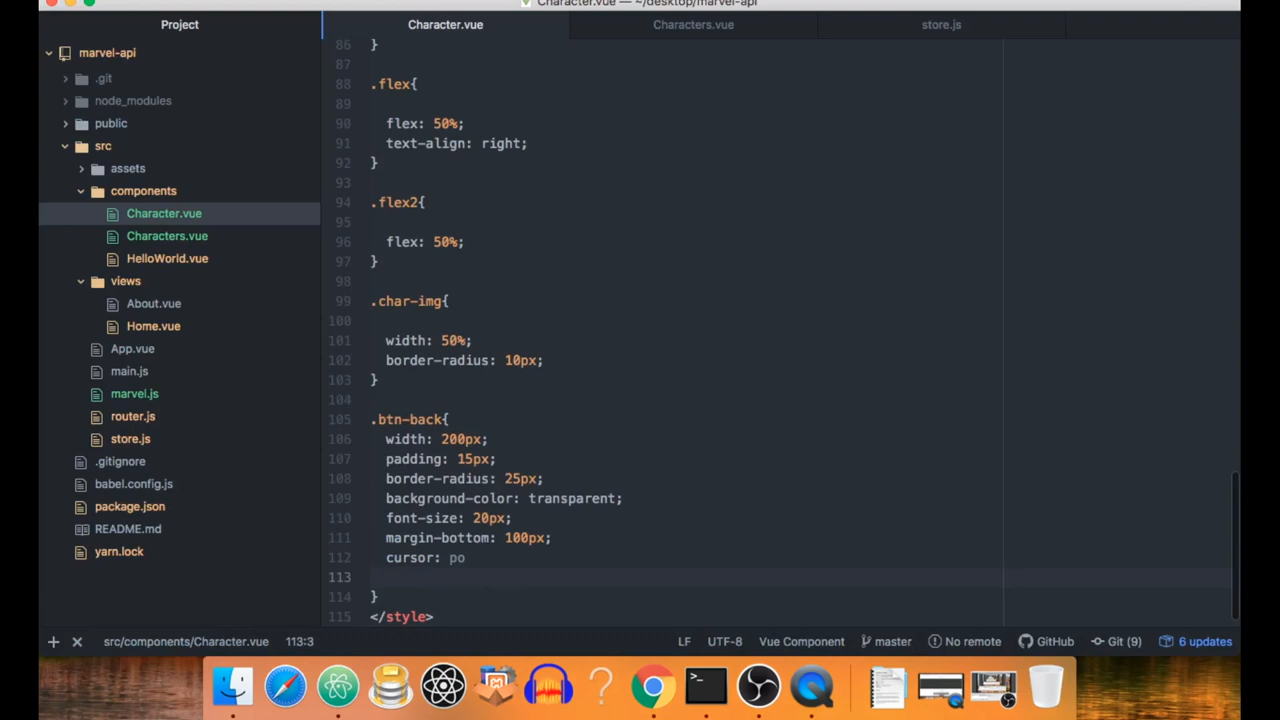 Character.vue — ~/desktop/marvel-api
Project
Character.vue
Characters.vue
store.js
marvel-api
.git
node_modules
public
src
assets
components
Character.vue
Characters.vue
HelloWorld.vue
views
About.vue
Home.vue
App.vue
main.js
marvel.js
router.js
store.js
.gitignore
babel.config.js
package.json
README.md
yarn.lock
86 }
87
88 .flex{
89
90 flex: 50%;
91 text-align: right;
92 }
93
94 .flex2{
95
96 flex: 50%;
97 }
98
99 .char-img{
100
101 width: 50%;
102 border-radius: 10px;
103 }
104
105 .btn-back{
106 width: 200px;
107 padding: 15px;
108 border-radius: 25px;
109 background-color: transparent;
110 font-size: 20px;
111 margin-bottom: 100px;
112 cursor: po
113
114 }
115 </style>
src/components/Character.vue 113:3 LF UTF-8 Vue Component master No remote GitHub Git (9) 6 updates